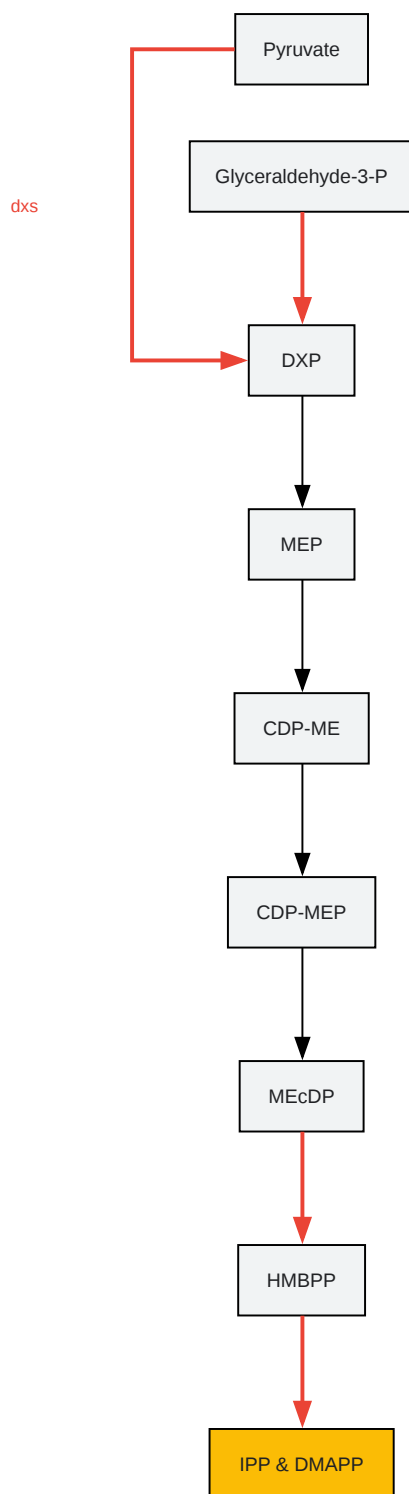 Pyruvate
Glyceraldehyde-3-P
dxs
DXP
MEP
CDP-ME
CDP-MEP
MEcDP
HMBPP
IPP & DMAPP